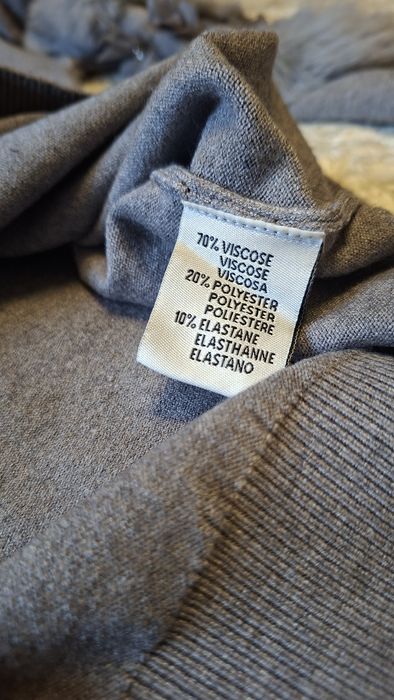 70% VISCOSE
VISCOSE
VISCOSA
20% POLYESTER
POLYESTER
POLIESTERE
10% ELASTANE
ELASTHANNE
ELASTANO